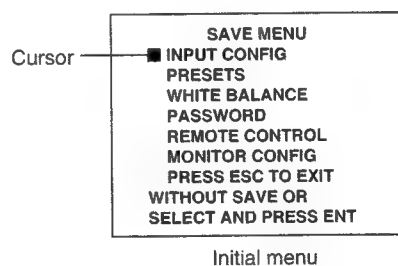 SAVE MENU
Cursor
INPUT CONFIG
PRESETS
WHITE BALANCE
PASSWORD
REMOTE CONTROL
MONITOR CONFIG
PRESS ESC TO EXIT
WITHOUT SAVE OR
SELECT AND PRESS ENT
Initial menu